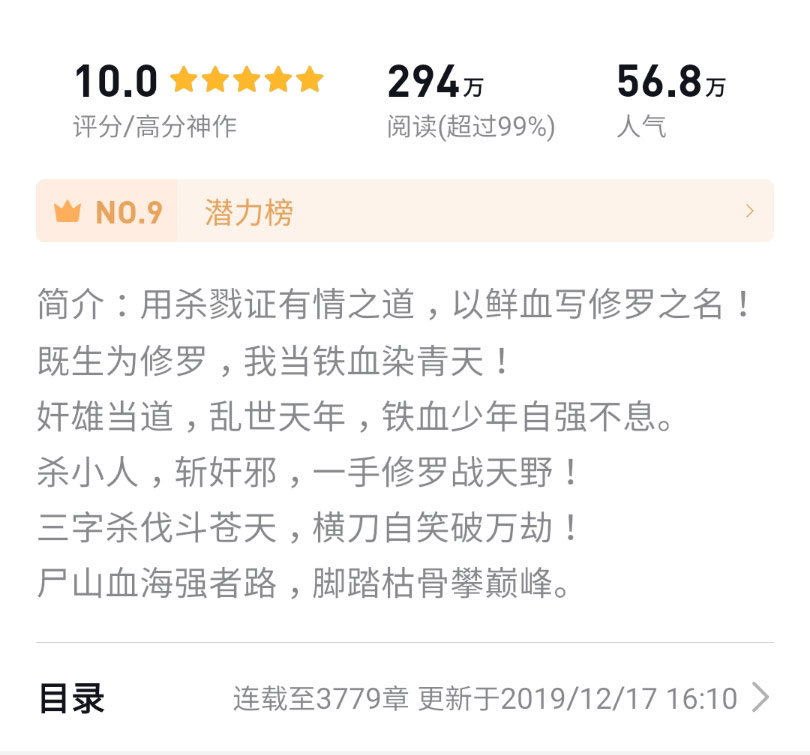 10.0 294万 56.8万
评分/高分神作 阅读(超过99%) 人气
NO.9 潜力榜
简介：用杀戮证有情之道，以鲜血写修罗之名！
既生为修罗，我当铁血染青天！
奸雄当道，乱世天年，铁血少年自强不息。
杀小人，斩奸邪，一手修罗战天野！
三字杀伐斗苍天，横刀自笑破万劫！
尸山血海强者路，脚踏枯骨攀巅峰。
目录 连载至3779章 更新于2019/12/17 16:10